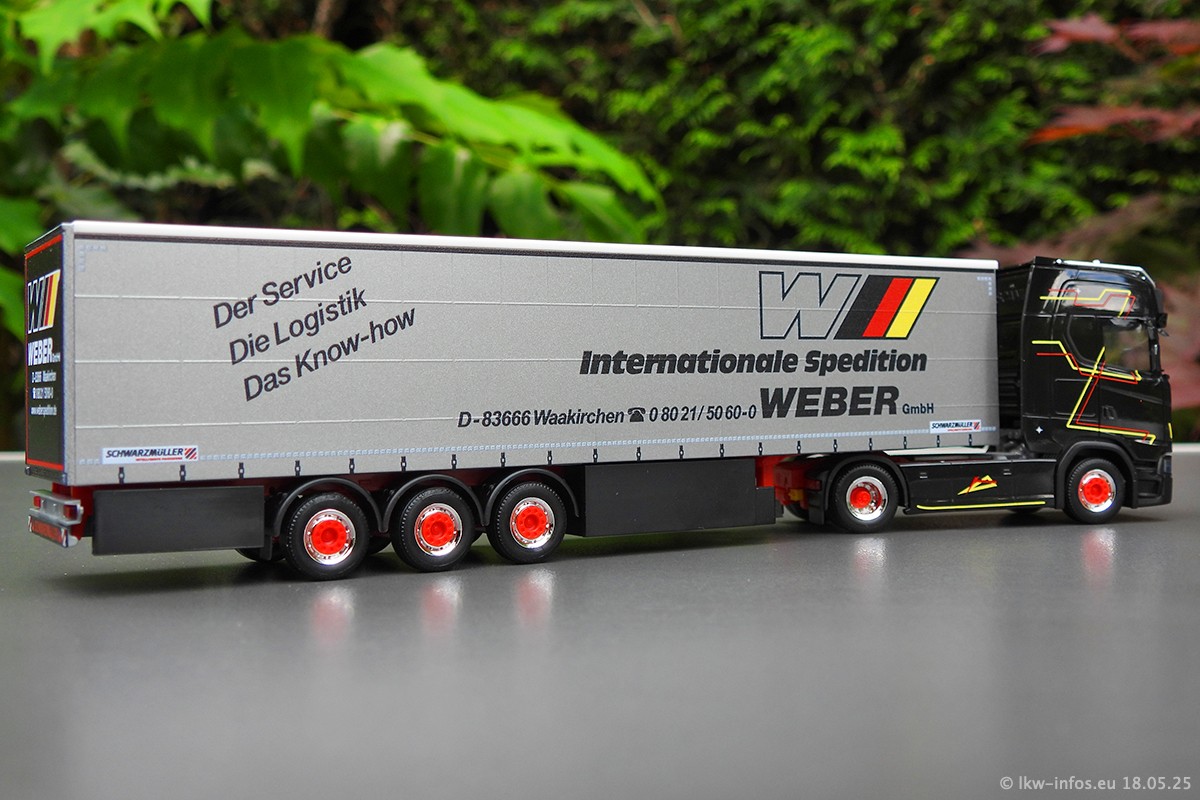 Der Service
Die Logistik
Das Know-how
W
Internationale Spedition
D-83666 Waakirchen ☎ 0 80 21/50 60-0 WEBER GmbH
SCHWARZMÜLLER
SCHWARZMÜLLER
W
WEBER GmbH
© lkw-infos.eu 18.05.25